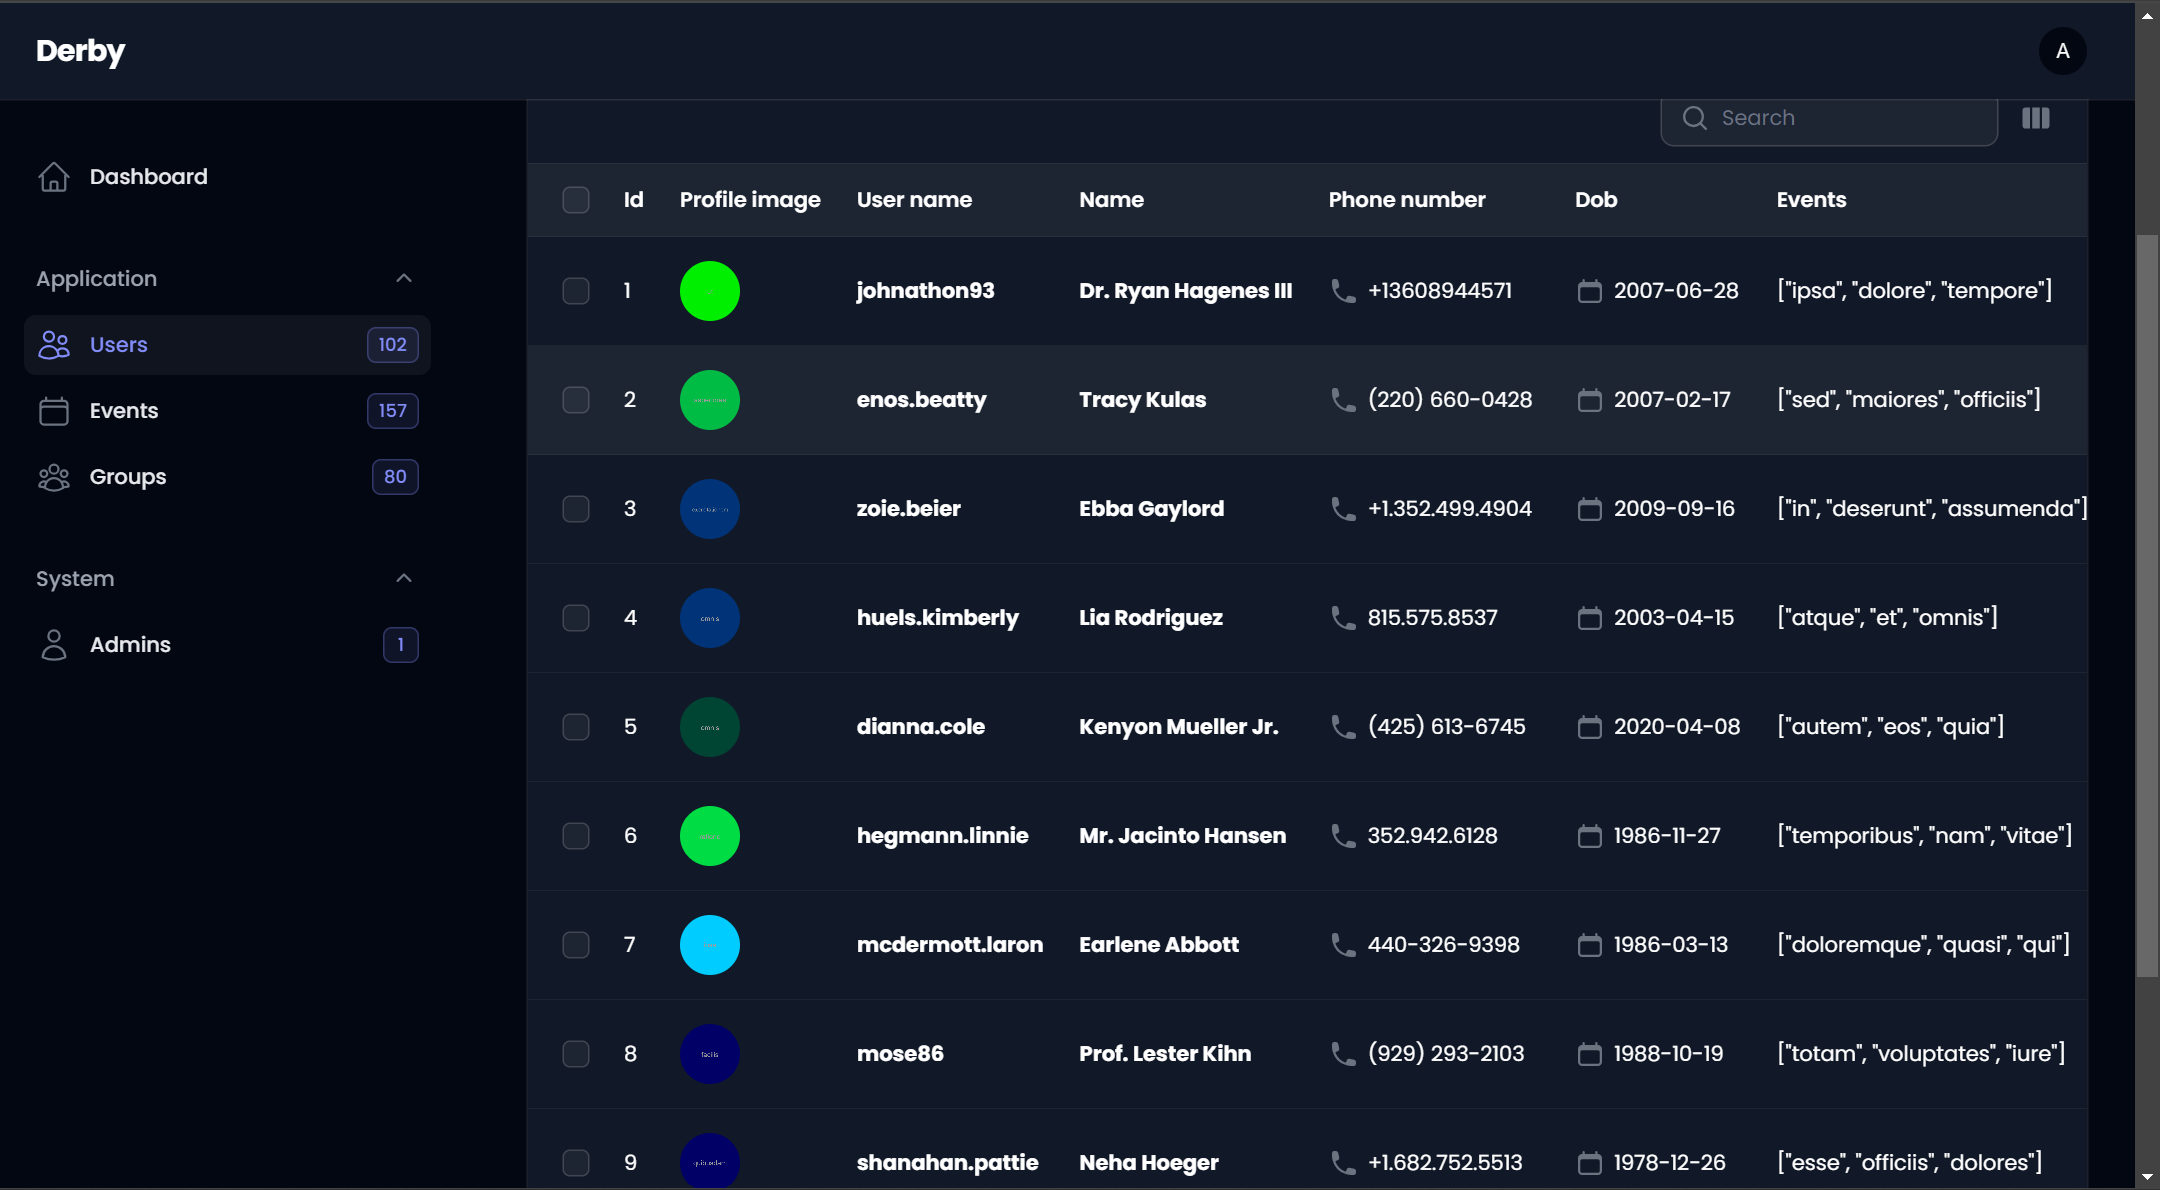 Derby
A
Search
Dashboard
Application
Users 102
Events 157
Groups 80
System
Admins 1
Id Profile image User name Name Phone number Dob Events
1 johnathon93 Dr. Ryan Hagenes III +13608944571 2007-06-28 ["ipsa", "dolore", "tempore"]
2 enos.beatty Tracy Kulas (220) 660-0428 2007-02-17 ["sed", "maiores", "officiis"]
3 zoie.beier Ebba Gaylord +1.352.499.4904 2009-09-16 ["in", "deserunt", "assumenda"]
4 omnis huels.kimberly Lia Rodriguez 815.575.8537 2003-04-15 ["atque", "et", "omnis"]
5 omnis dianna.cole Kenyon Mueller Jr. (425) 613-6745 2020-04-08 ["autem", "eos", "quia"]
6 hegmann.linnie Mr. Jacinto Hansen 352.942.6128 1986-11-27 ["temporibus", "nam", "vitae"]
7 mcdermott.laron Earlene Abbott 440-326-9398 1986-03-13 ["doloremque", "quasi", "qui"]
8 facilis mose86 Prof. Lester Kihn (929) 293-2103 1988-10-19 ["totam", "voluptates", "iure"]
9 shanahan.pattie Neha Hoeger +1.682.752.5513 1978-12-26 ["esse", "officiis", "dolores"]